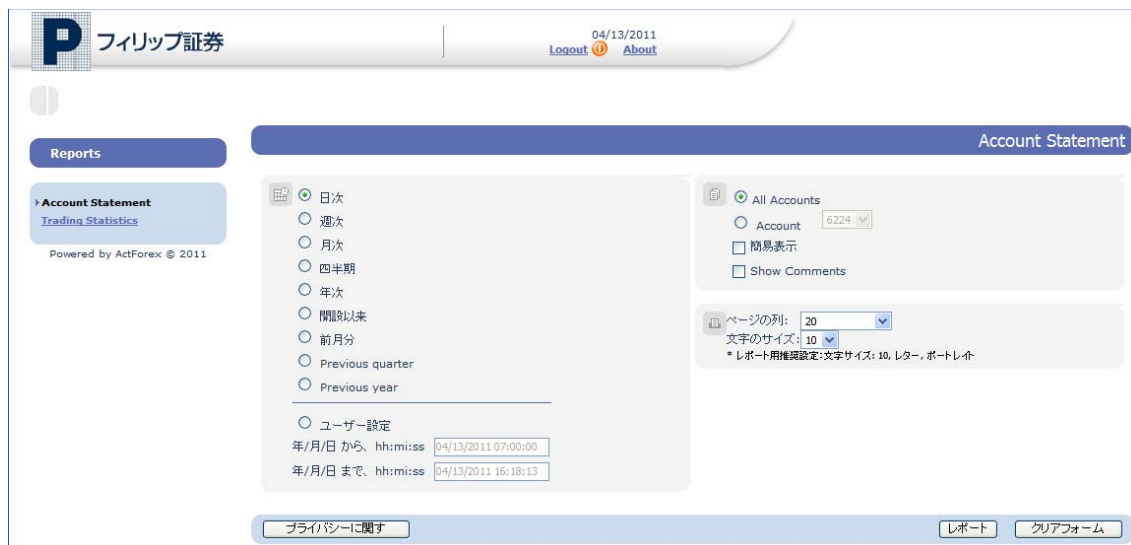 P フィリップ証券
04/13/2011
Logout About
Reports
Account Statement
Trading Statistics
Powered by ActForex © 2011
Account Statement
日次
週次
月次
四半期
年次
開設以来
前月分
Previous quarter
Previous year
ユーザー設定
年/月/日 から、 hh:mi:ss 04/13/2011 07:00:00
年/月/日 まで、 hh:mi:ss 04/13/2011 16:18:13
All Accounts
Account 6224
簡易表示
Show Comments
ページの列: 20
文字のサイズ: 10
* レポート用推奨設定:文字サイズ: 10, レター, ポートレイト
プライバシーに関す
レポート
クリアフォーム